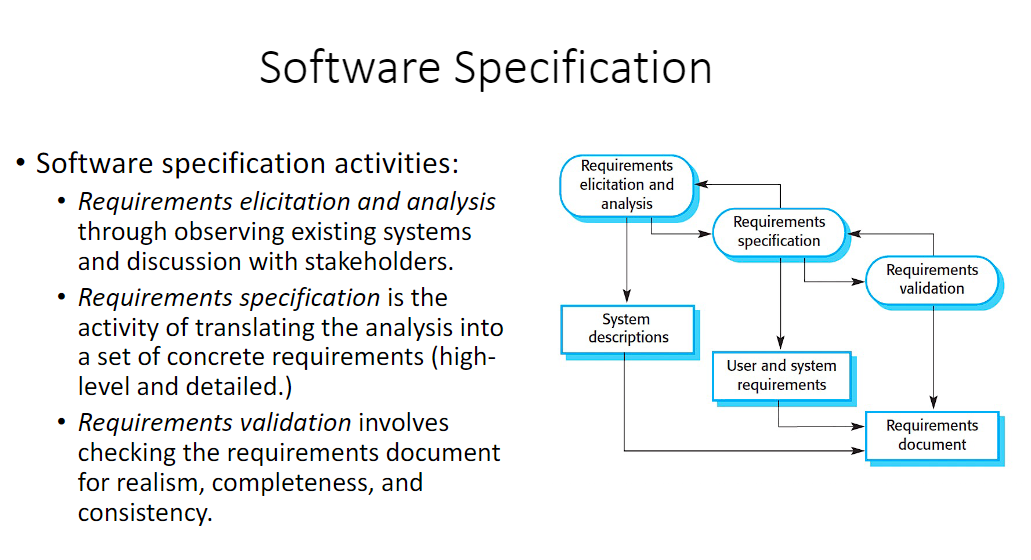 Software Specification
• Software specification activities:
• Requirements elicitation and analysis
through observing existing systems
and discussion with stakeholders.
• Requirements specification is the
activity of translating the analysis into
a set of concrete requirements (high-
level and detailed.)
• Requirements validation involves
checking the requirements document
for realism, completeness, and
consistency.
Requirements
elicitation and
analysis
Requirements
specification
Requirements
validation
System
descriptions
User and system
requirements
Requirements
document